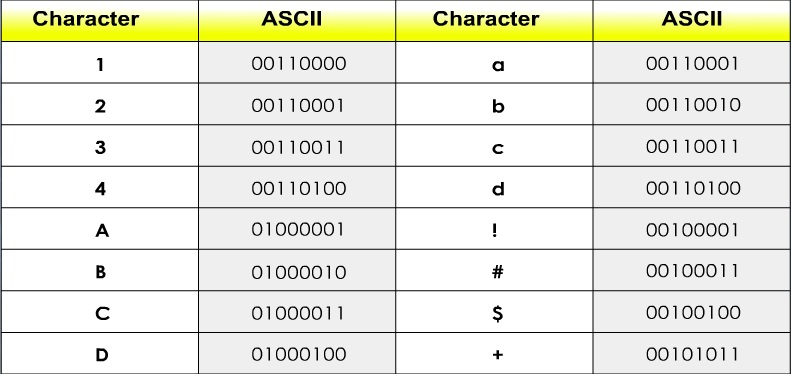 Character ASCII Character ASCII
1 00110000 a 00110001
2 00110001 b 00110010
3 00110011 c 00110011
4 00110100 d 00110100
A 01000001 ! 00100001
B 01000010 # 00100011
C 01000011 $ 00100100
D 01000100 + 00101011